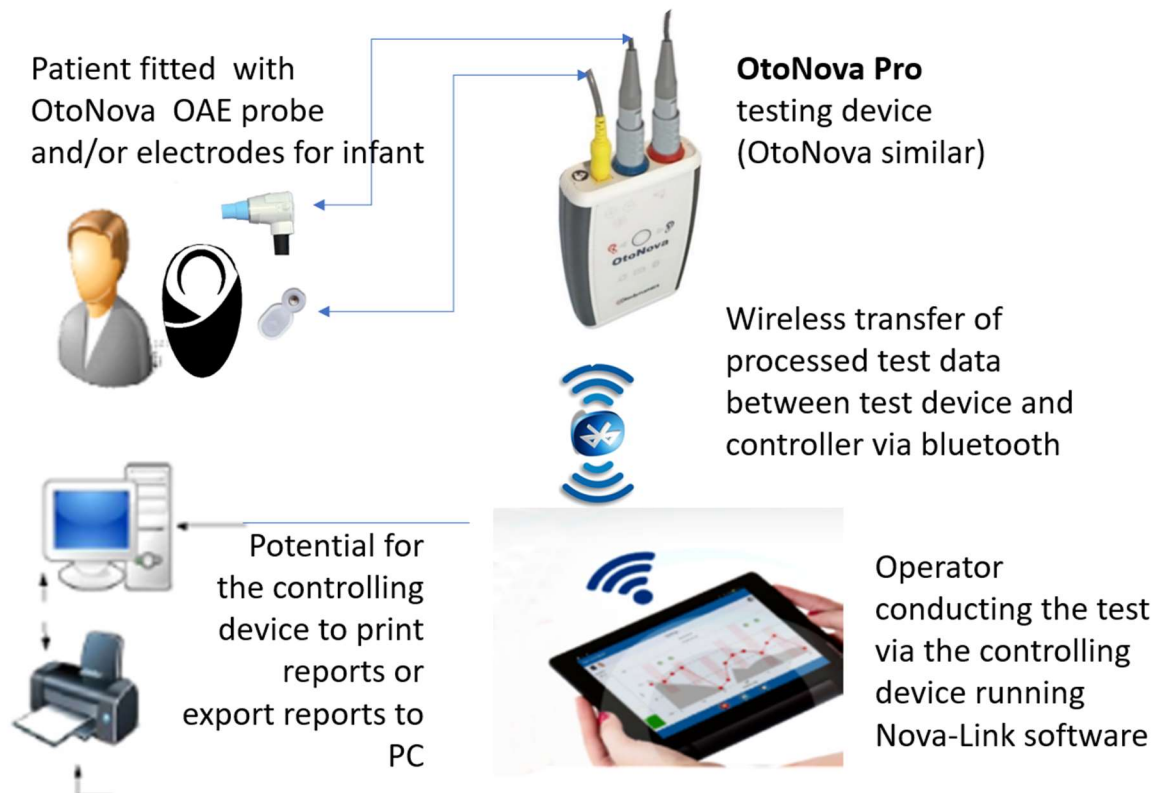 Patient fitted with
OtoNova OAE probe
and/or electrodes for infant
OtoNova Pro
testing device
(OtoNova similar)
OtoNova
Otodynamics
Wireless transfer of
processed test data
between test device and
controller via bluetooth
Potential for
the controlling
device to print
reports or
export reports to
PC
Operator
conducting the test
via the controlling
device running
Nova-Link software